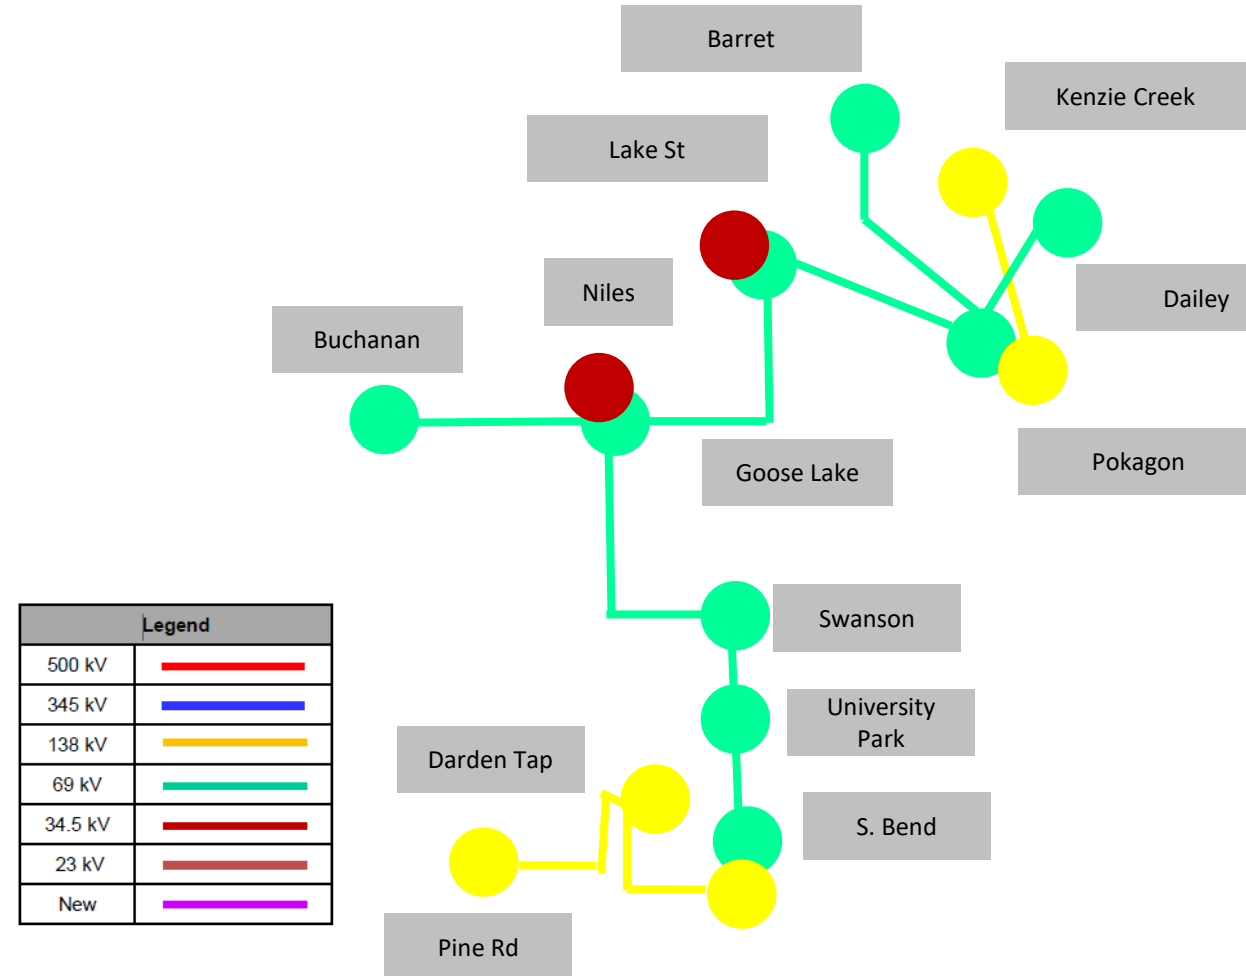 Barret
Kenzie Creek
Lake St
Niles
Dailey
Buchanan
Goose Lake
Pokagon
Swanson
University
Park
Darden Tap
S. Bend
Pine Rd
Legend
500 kV
345 kV
138 kV
69 kV
34.5 kV
23 kV
New